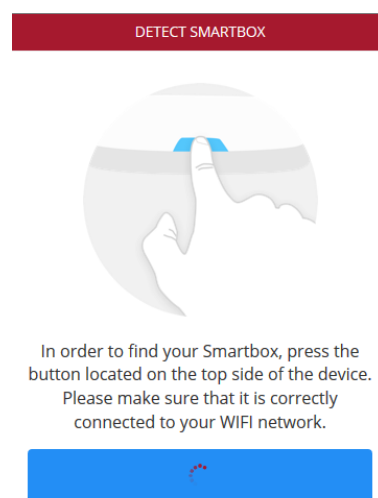 DETECT SMARTBOX
In order to find your Smartbox, press the
button located on the top side of the device.
Please make sure that it is correctly
connected to your WIFI network.